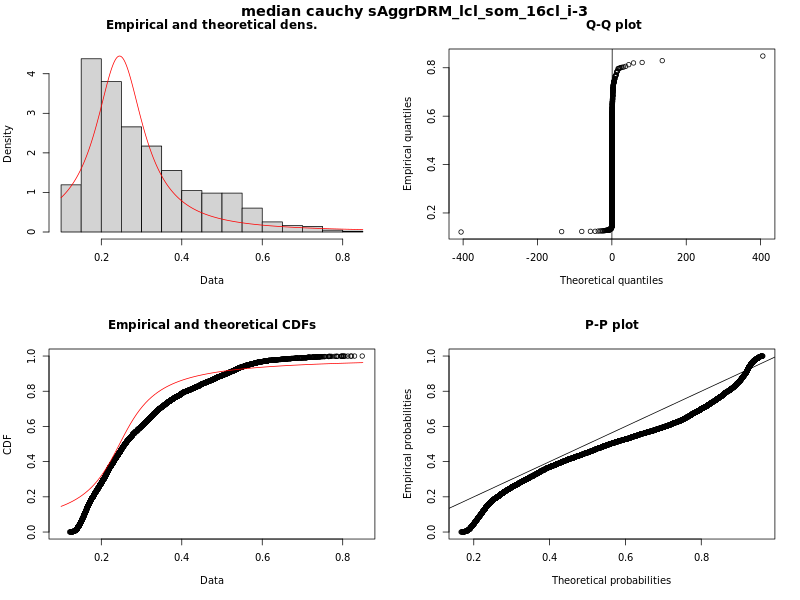 median cauchy sAggrDRM_lcl_som_16cl_i-3
Empirical and theoretical dens.
Density
0 1 2 3 4
0.2 0.4 0.6 0.8
Data
Q-Q plot
Empirical quantiles
0.2 0.4 0.6 0.8
-400 -200 0 200 400
Theoretical quantiles
Empirical and theoretical CDFs
CDF
0.0 0.2 0.4 0.6 0.8 1.0
0.2 0.4 0.6 0.8
Data
P-P plot
Empirical probabilities
0.0 0.2 0.4 0.6 0.8 1.0
0.2 0.4 0.6 0.8
Theoretical probabilities